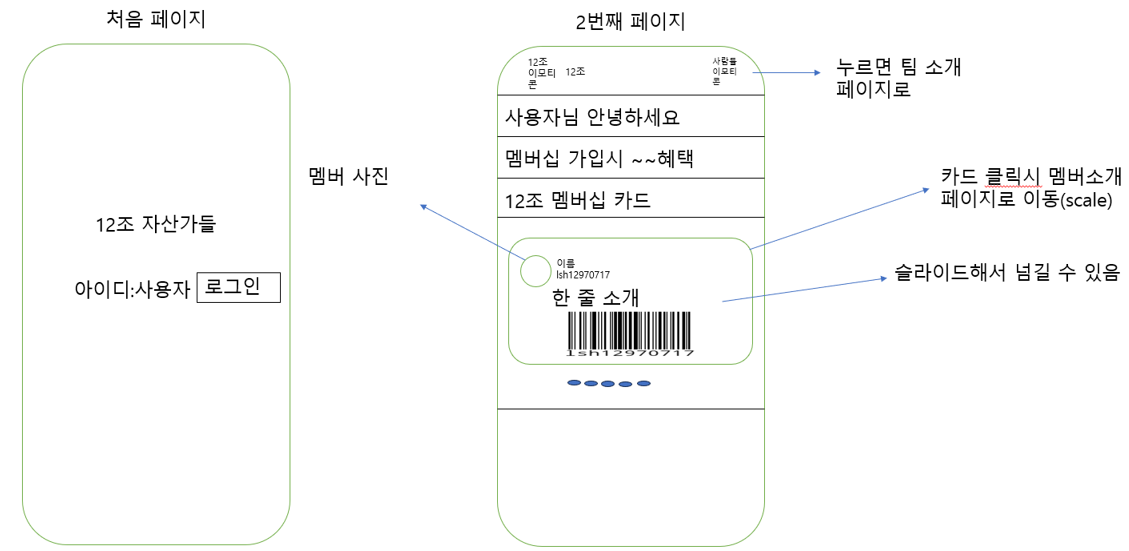 처음 페이지
12조 자산가들
아이디:사용자
로그인
2번째 페이지
12조
이모티
콘
12조
사람들
이모티
콘
누르면 팀 소개
페이지로
사용자님 안녕하세요
멤버십 가입시 ~~혜택
12조 멤버십 카드
멤버 사진
이름
lsh12970717
한 줄 소개
lsh12970717
카드 클릭시 멤버소개
페이지로 이동(scale)
슬라이드해서 넘길 수 있음